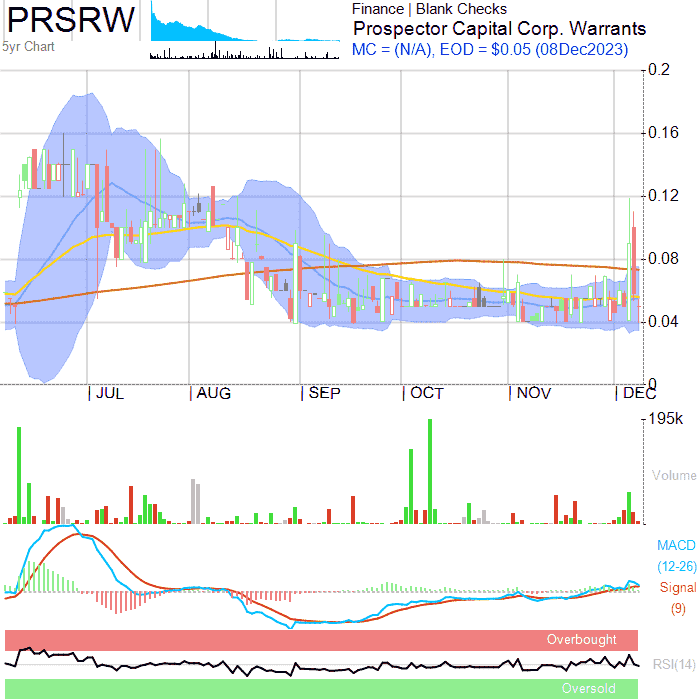 PRSRW
5yr Chart
Finance | Blank Checks
Prospector Capital Corp. Warrants
MC = (N/A), EOD = $0.05 (08Dec2023)
0.2
0.16
0.12
0.08
0.04
0
JUL AUG SEP OCT NOV DEC
195k
Volume
MACD
(12-26)
Signal
(9)
Overbought
RSI(14)
Oversold